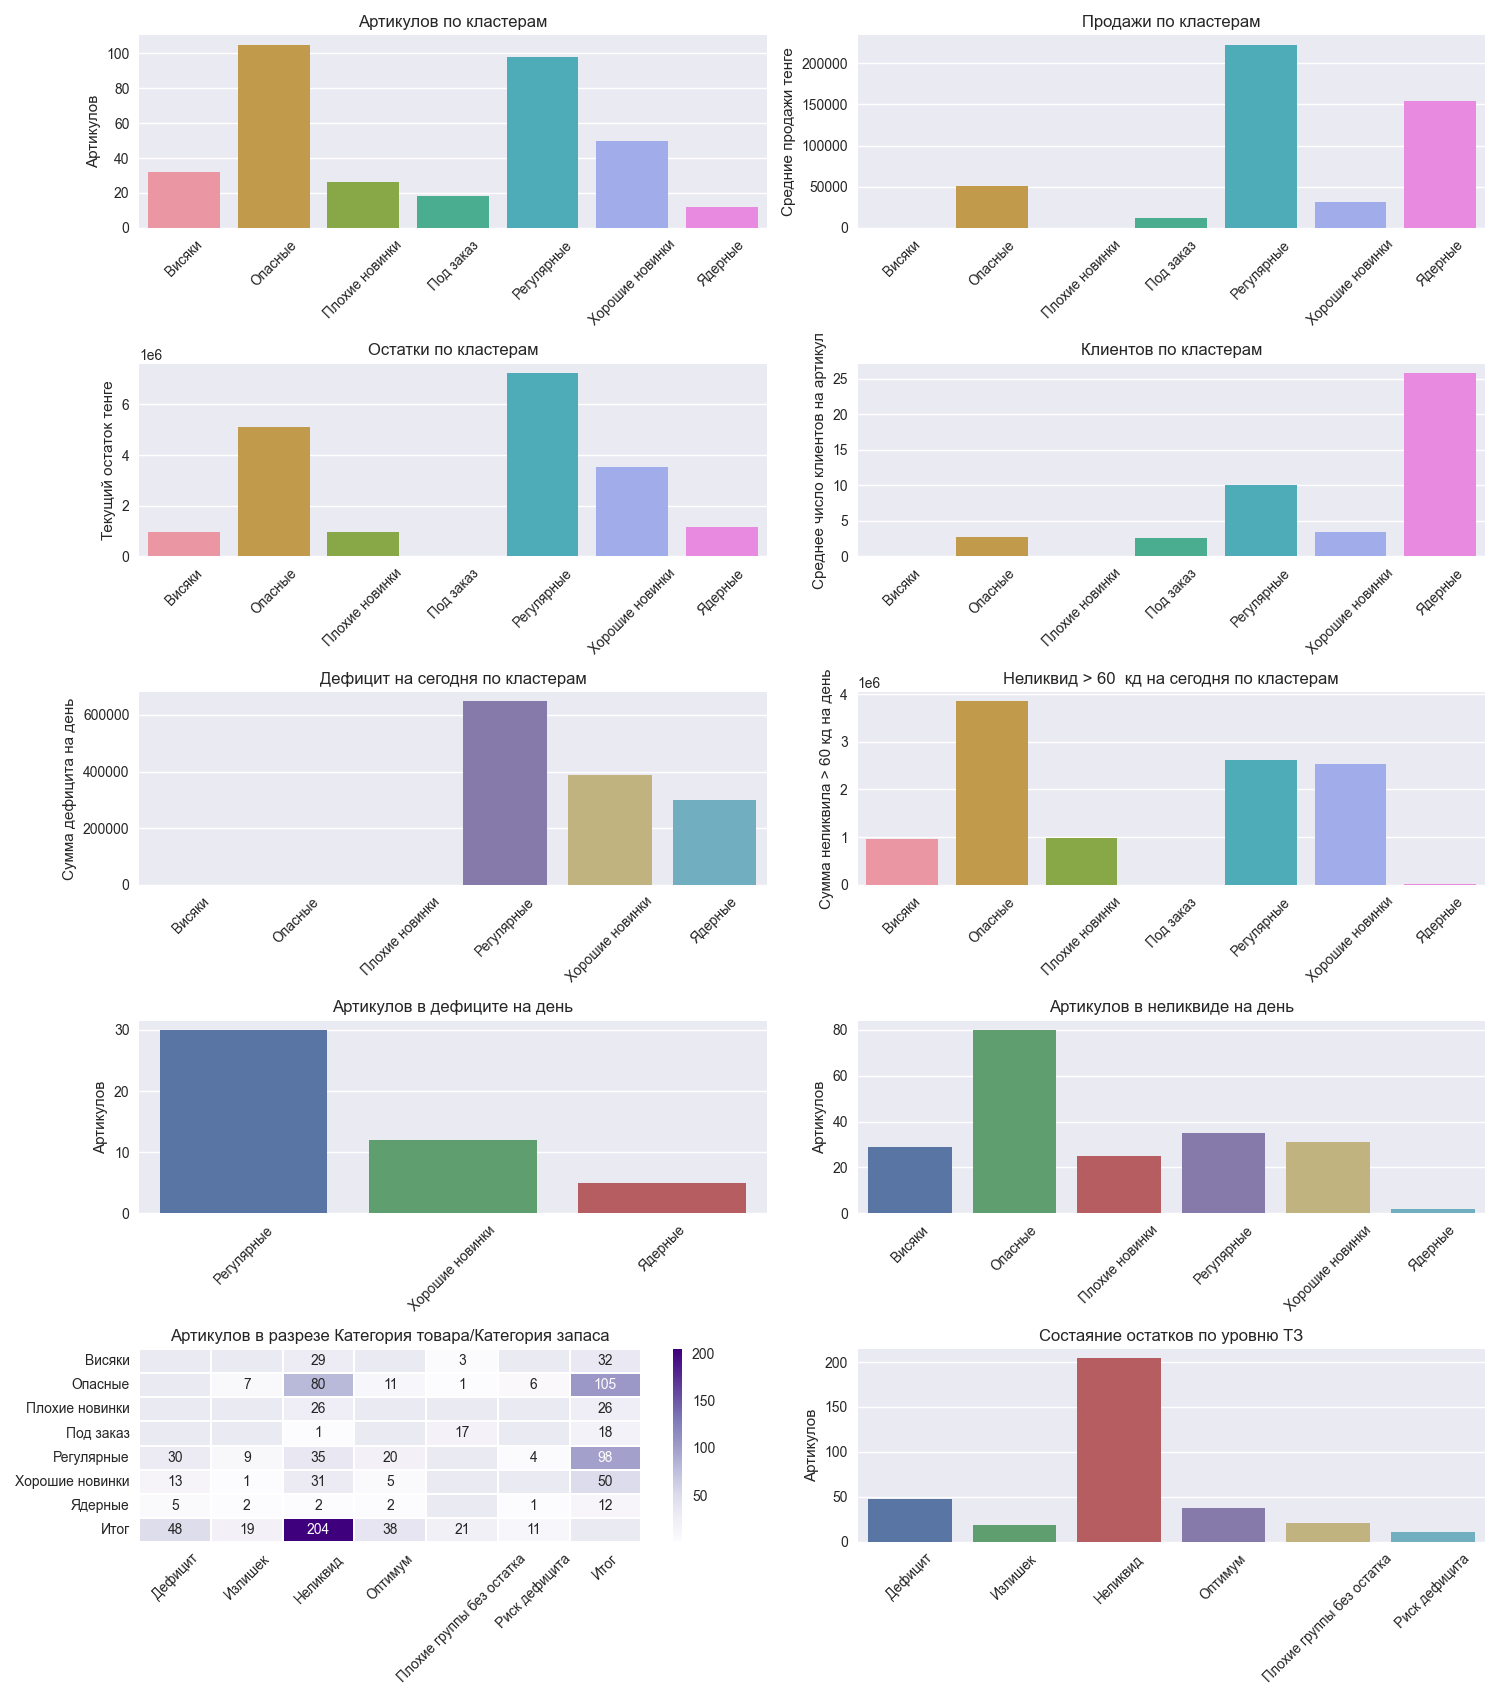 Артикулов по кластерам
Артикулов
100
80
60
40
20
0
Висяки
Опасные
Плохие новинки
Под заказ
Регулярные
Хорошие новинки
Ядерные
Продажи по кластерам
Средние продажи тенге
200000
150000
100000
50000
0
Висяки
Опасные
Плохие новинки
Под заказ
Регулярные
Хорошие новинки
Ядерные
Остатки по кластерам
1e6
Текущий остаток тенге
6
4
2
0
Висяки
Опасные
Плохие новинки
Под заказ
Регулярные
Хорошие новинки
Ядерные
Клиентов по кластерам
Среднее число клиентов на артикул
25
20
15
10
5
0
Висяки
Опасные
Плохие новинки
Под заказ
Регулярные
Хорошие новинки
Ядерные
Дефицит на сегодня по кластерам
Сумма дефицита на день
600000
400000
200000
0
Висяки
Опасные
Плохие новинки
Регулярные
Хорошие новинки
Ядерные
Неликвид > 60 кд на сегодня по кластерам
1e6
Сумма неликвила > 60 кд на день
4
3
2
1
0
Висяки
Опасные
Плохие новинки
Под заказ
Регулярные
Хорошие новинки
Ядерные
Артикулов в дефиците на день
Артикулов
30
20
10
0
Регулярные
Хорошие новинки
Ядерные
Артикулов в неликвиде на день
Артикулов
80
60
40
20
0
Висяки
Опасные
Плохие новинки
Регулярные
Хорошие новинки
Ядерные
Артикулов в разрезе Категория товара/Категория запаса
Висяки 29 3 32
Опасные 7 80 11 1 6 105
Плохие новинки 26 26
Под заказ 1 17 18
Регулярные 30 9 35 20 4 98
Хорошие новинки 13 1 31 5 50
Ядерные 5 2 2 2 1 12
Итог 48 19 204 38 21 11
Дефицит
Излишек
Неликвид
Оптимум
Плохие группы без остатка
Риск дефицита
Итог
200
150
100
50
Состаяние остатков по уровню ТЗ
Артикулов
200
150
100
50
0
Дефицит
Излишек
Неликвид
Оптимум
Плохие группы без остатка
Риск дефицита